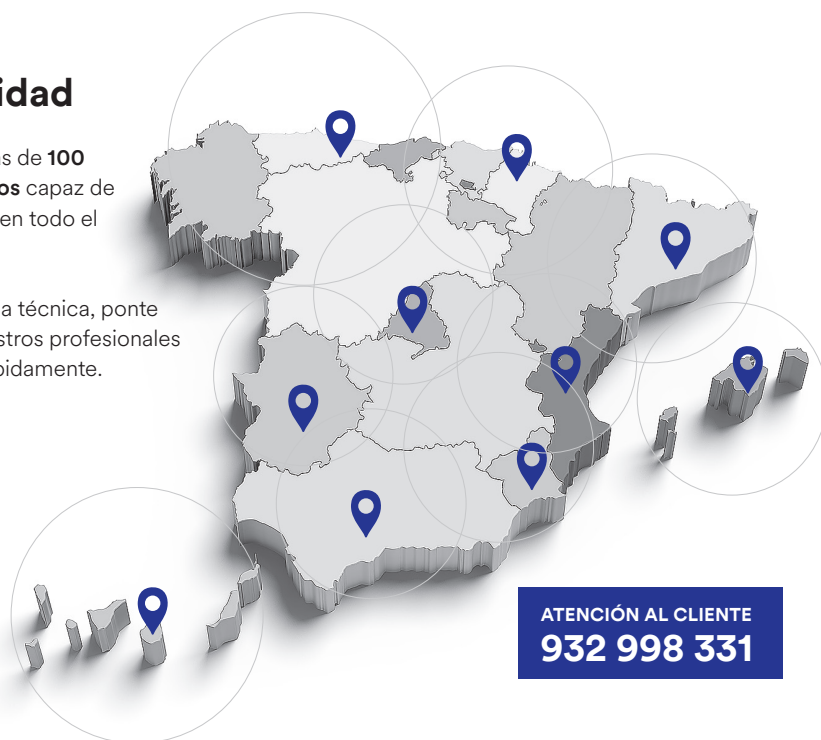 idad
s de 100
os capaz de
en todo el
a técnica, ponte
stros profesionales
pidamente.
ATENCIÓN AL CLIENTE
932 998 331